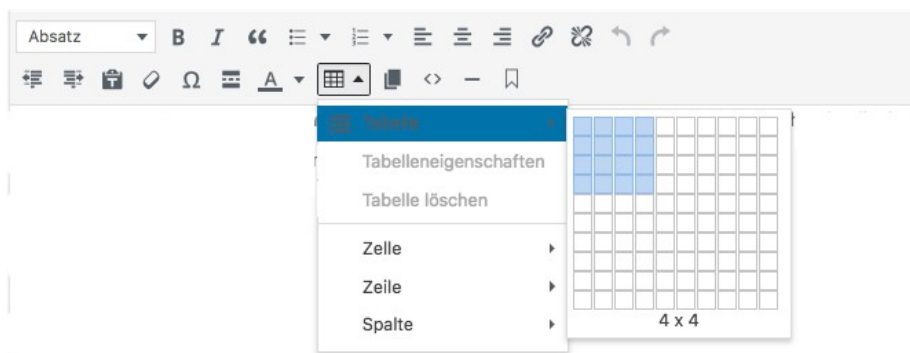 Absatz
Tabelle
Tabelleneigenschaften
Tabelle löschen
Zelle
Zeile
Spalte
4 x 4